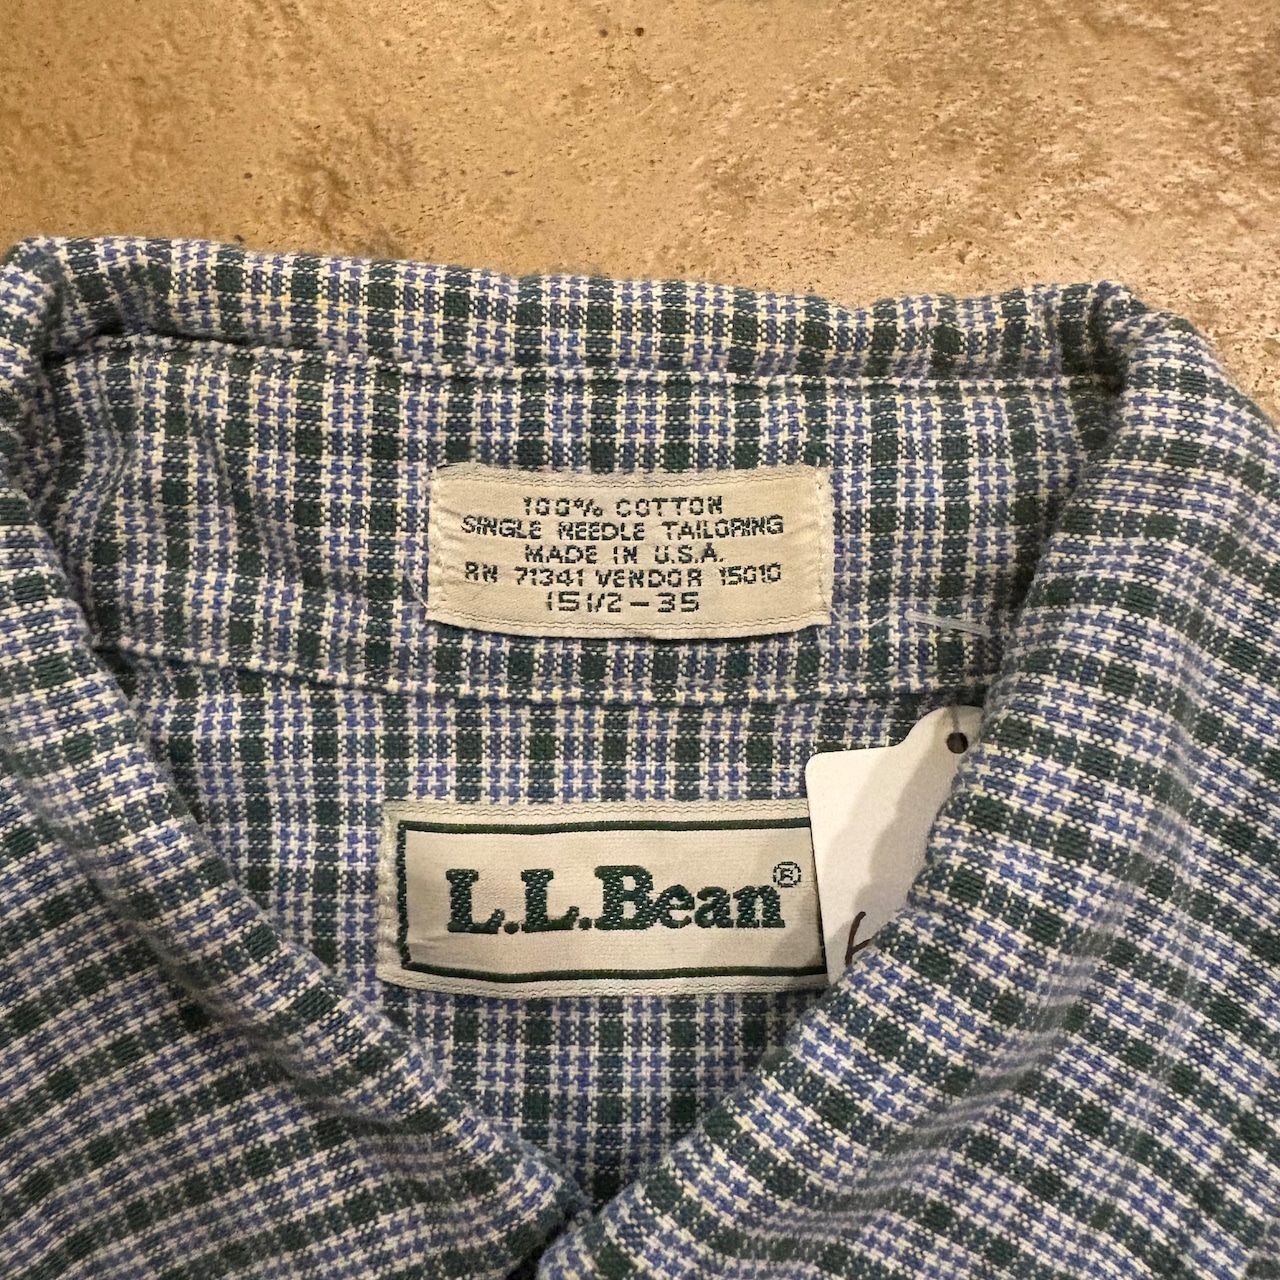 100% COTTON
SINGLE NEEDLE TAILORING
MADE IN U.S.A.
RN 71341 VENDOR 15010
15 1/2 - 35
L.L.Bean®